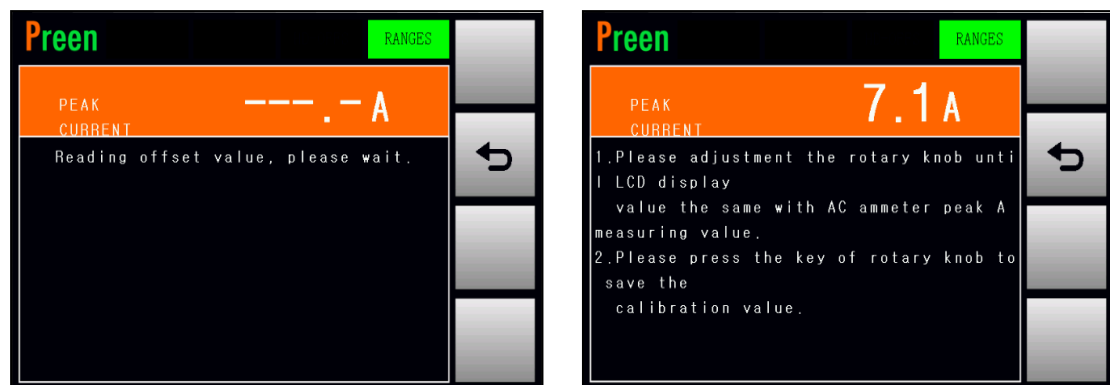 Preen
RANGES
PEAK
CURRENT
---.-A
Reading offset value, please wait.
Preen
RANGES
PEAK
CURRENT
7.1A
1.Please adjustment the rotary knob unti
l LCD display
value the same with AC ammeter peak A
measuring value.
2.Please press the key of rotary knob to
save the
calibration value.